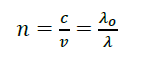 n = c/v = λₒ/λ